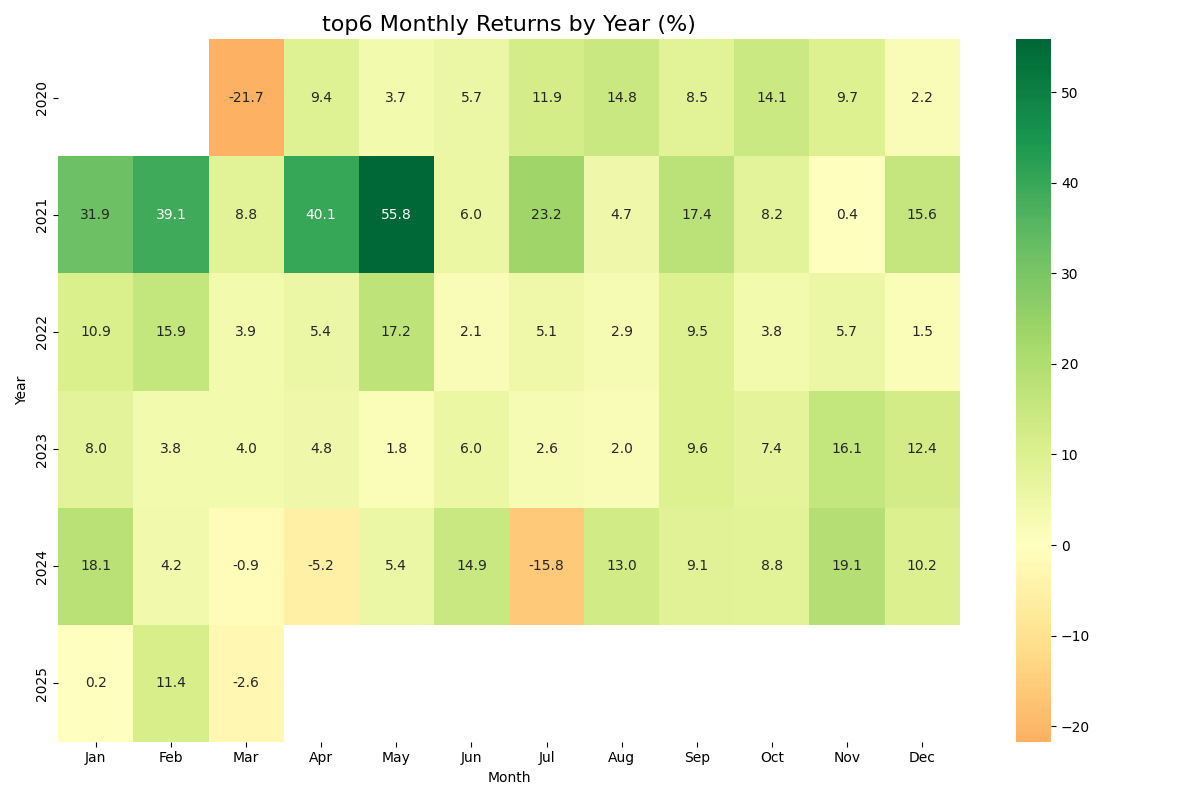 top6 Monthly Returns by Year (%)
2020 -21.7 9.4 3.7 5.7 11.9 14.8 8.5 14.1 9.7 2.2
2021 31.9 39.1 8.8 40.1 55.8 6.0 23.2 4.7 17.4 8.2 0.4 15.6
2022 10.9 15.9 3.9 5.4 17.2 2.1 5.1 2.9 9.5 3.8 5.7 1.5
Year
2023 8.0 3.8 4.0 4.8 1.8 6.0 2.6 2.0 9.6 7.4 16.1 12.4
2024 18.1 4.2 -0.9 -5.2 5.4 14.9 -15.8 13.0 9.1 8.8 19.1 10.2
2025 0.2 11.4 -2.6
Jan Feb Mar Apr May Jun Jul Aug Sep Oct Nov Dec
Month
50
40
30
20
10
0
−10
−20